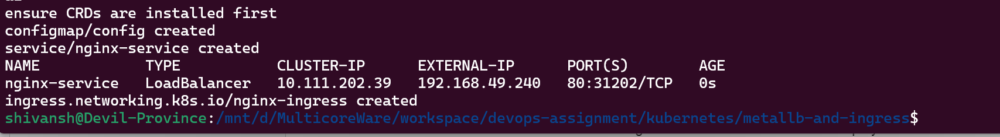 ensure CRDs are installed first
configmap/config created
service/nginx-service created
NAME            TYPE           CLUSTER-IP      EXTERNAL-IP      PORT(S)        AGE
nginx-service   LoadBalancer   10.111.202.39   192.168.49.240   80:31202/TCP   0s
ingress.networking.k8s.io/nginx-ingress created
shivansh@Devil-Province:/mnt/d/MulticoreWare/workspace/devops-assignment/kubernetes/metallb-and-ingress$